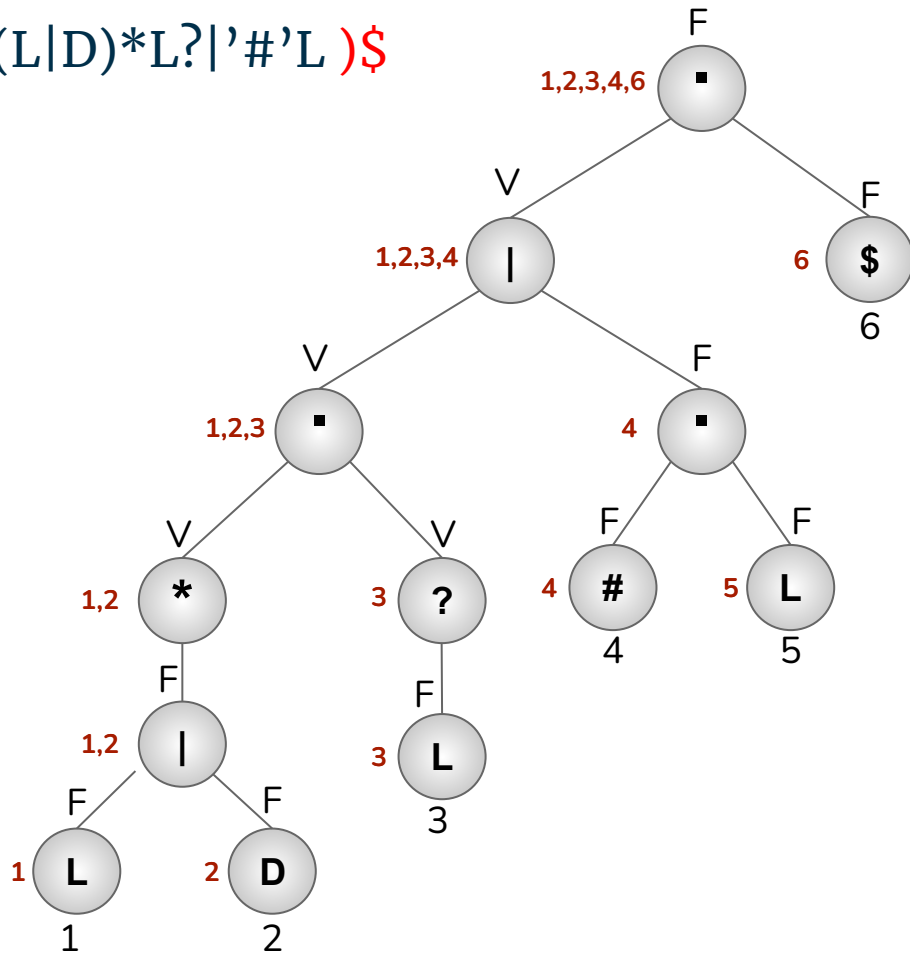 (L|D)*L?|’#’L )$
F
1,2,3,4,6 ▪
V F
1,2,3,4 | 6 $
6
V F
1,2,3 ▪ 4 ▪
V V F F
1,2 * 3 ? 4 # 5 L
4 5
F F
1,2 | 3 L
3
F F
1 L 2 D
1 2